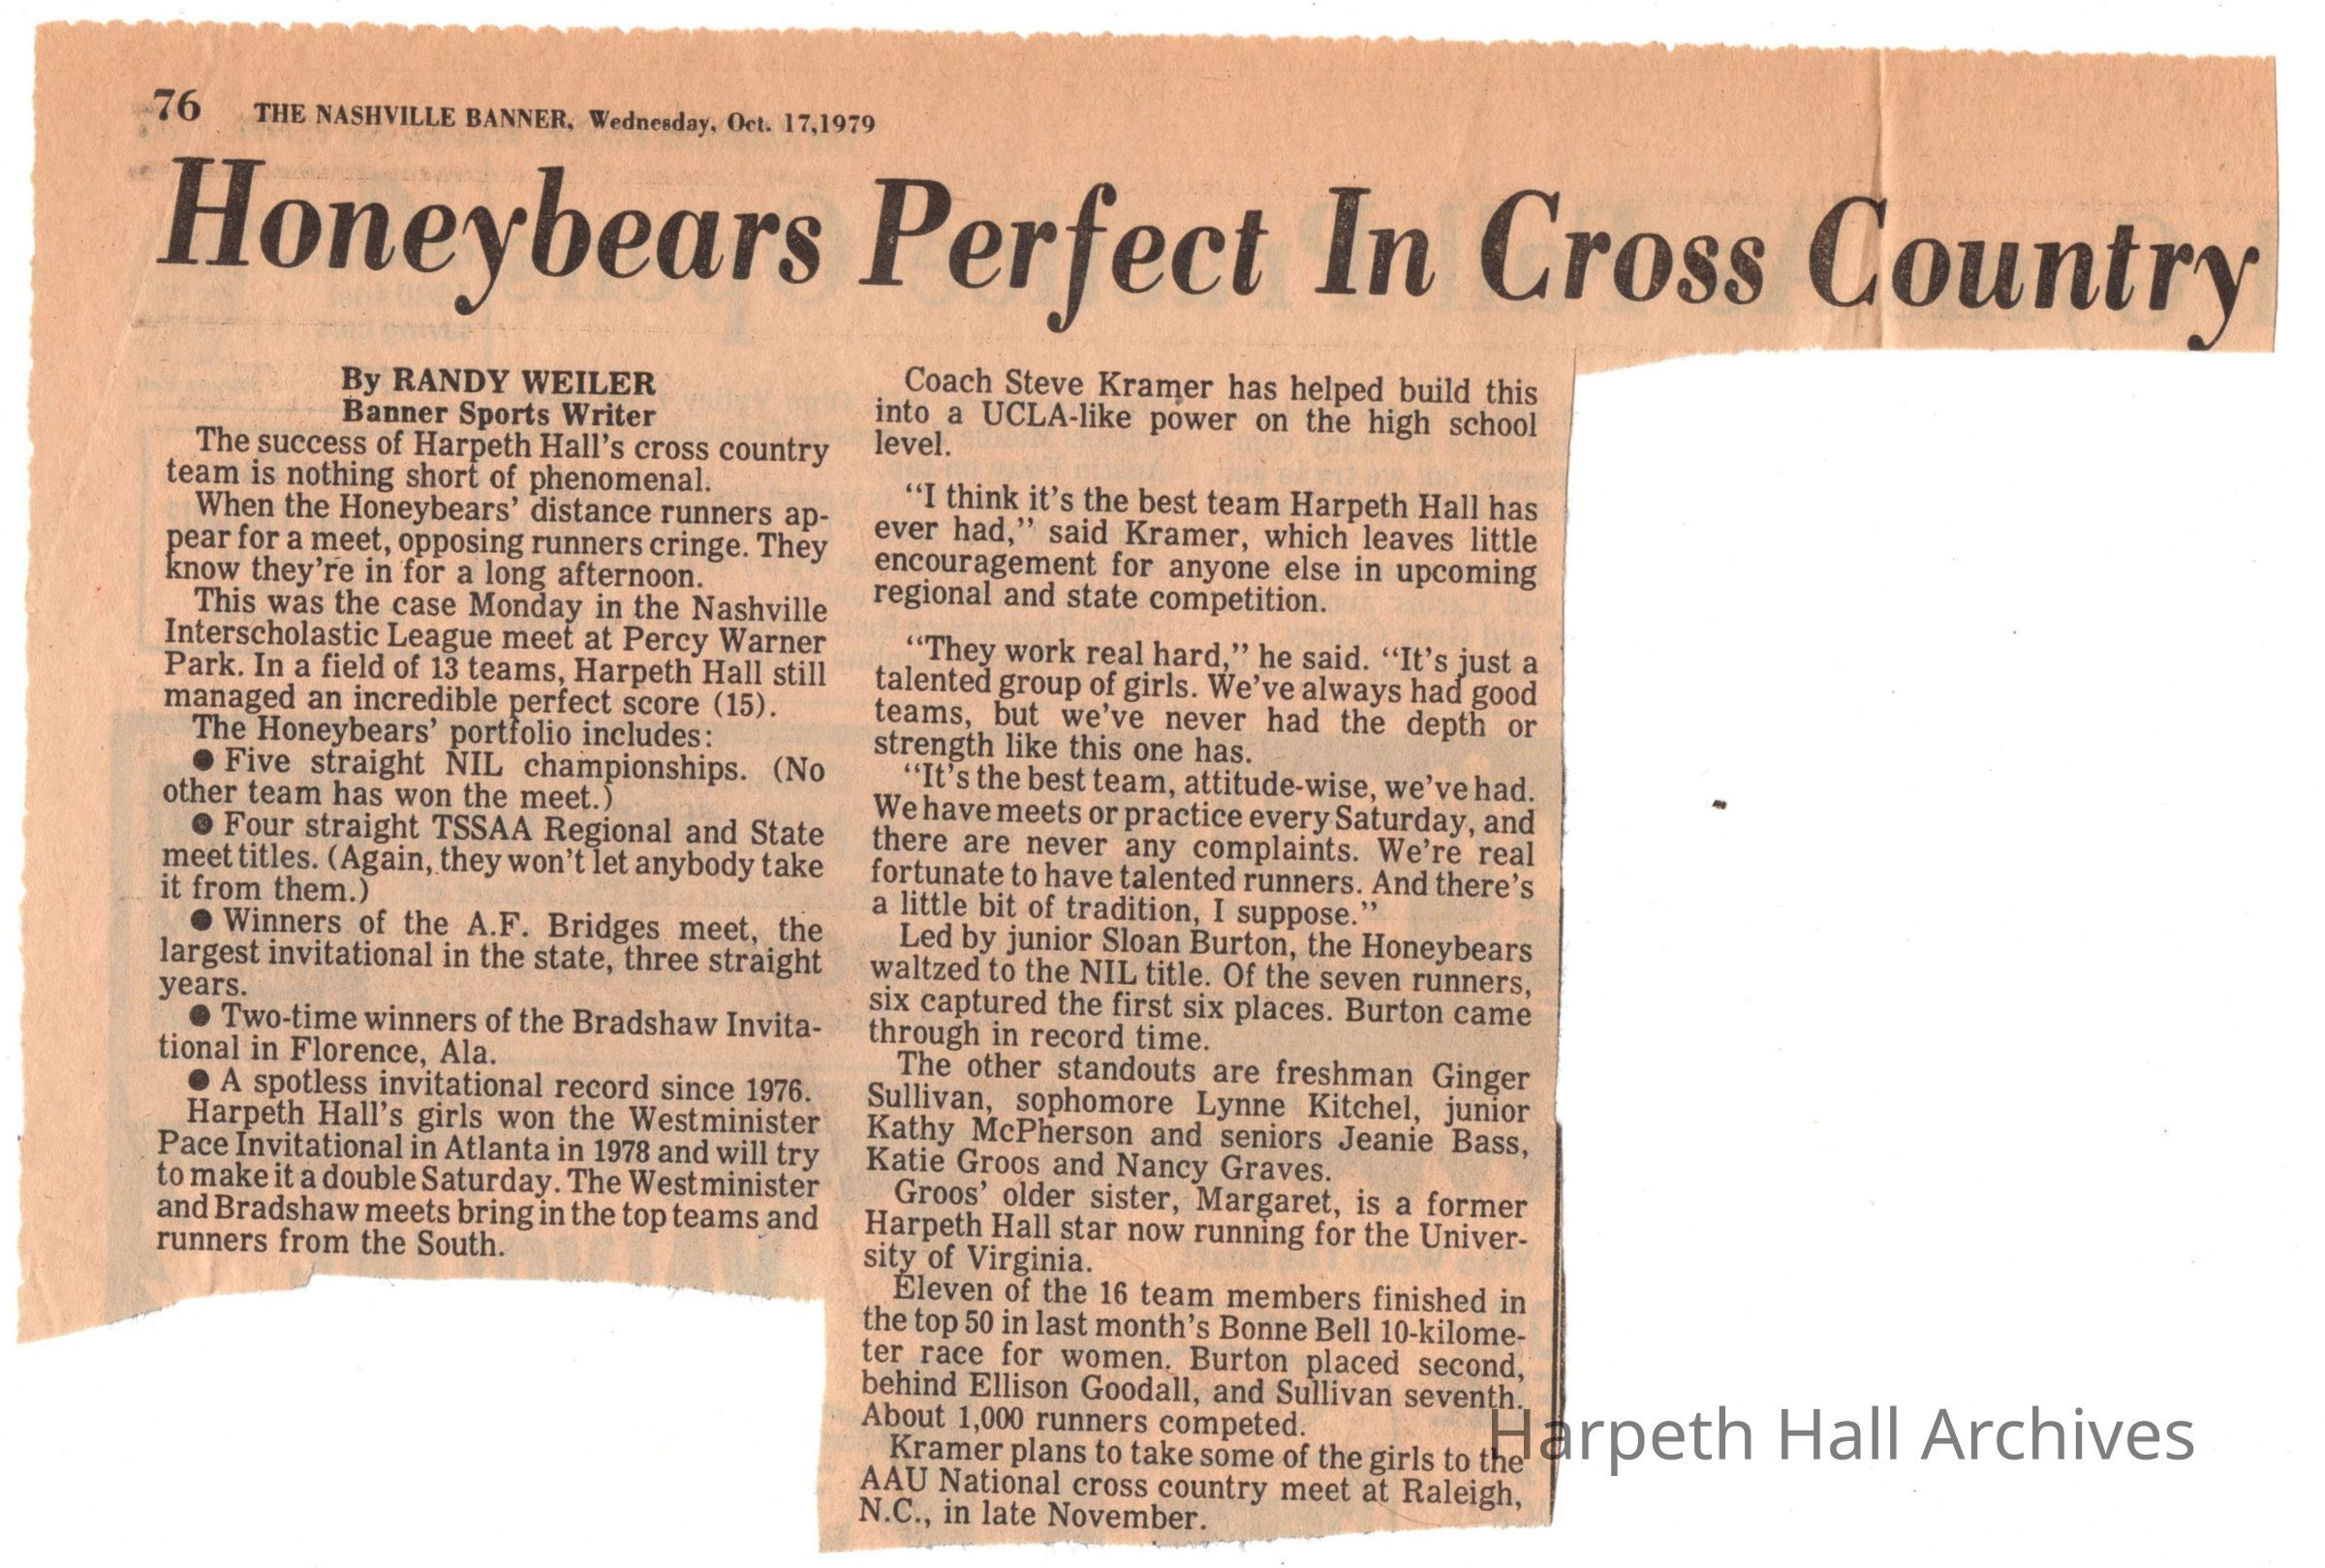 76 THE NASHVILLE BANNER, Wednesday, Oct. 17,1979
Honeybears Perfect In Cross Country
By RANDY WEILER
Banner Sports Writer
The success of Harpeth Hall's cross country
team is nothing short of phenomenal.
When the Honeybears' distance runners ap-
pear for a meet, opposing runners cringe. They
know they're in for a long afternoon.
This was the case Monday in the Nashville
Interscholastic League meet at Percy Warner
Park. In a field of 13 teams, Harpeth Hall still
managed an incredible perfect score (15).
The Honeybears' portfolio includes:
● Five straight NIL championships. (No
other team has won the meet.)
● Four straight TSSAA Regional and State
meet titles. (Again, they won't let anybody take
it from them.)
● Winners of the A.F. Bridges meet, the
largest invitational in the state, three straight
years.
● Two-time winners of the Bradshaw Invita-
tional in Florence, Ala.
● A spotless invitational record since 1976.
Harpeth Hall's girls won the Westminister
Pace Invitational in Atlanta in 1978 and will try
to make it a double Saturday. The Westminister
and Bradshaw meets bring in the top teams and
runners from the South.
Coach Steve Kramer has helped build this
into a UCLA-like power on the high school
level.
"I think it's the best team Harpeth Hall has
ever had," said Kramer, which leaves little
encouragement for anyone else in upcoming
regional and state competition.
"They work real hard," he said. "It's just a
talented group of girls. We've always had good
teams, but we've never had the depth or
strength like this one has.
"It's the best team, attitude-wise, we've had.
We have meets or practice every Saturday, and
there are never any complaints. We're real
fortunate to have talented runners. And there's
a little bit of tradition, I suppose."
Led by junior Sloan Burton, the Honeybears
waltzed to the NIL title. Of the seven runners,
six captured the first six places. Burton came
through in record time.
The other standouts are freshman Ginger
Sullivan, sophomore Lynne Kitchel, junior
Kathy McPherson and seniors Jeanie Bass,
Katie Groos and Nancy Graves.
Groos' older sister, Margaret, is a former
Harpeth Hall star now running for the Univer-
sity of Virginia.
Eleven of the 16 team members finished in
the top 50 in last month's Bonne Bell 10-kilome-
ter race for women. Burton placed second,
behind Ellison Goodall, and Sullivan seventh.
About 1,000 runners competed.
Kramer plans to take some of the girls to the
AAU National cross country meet at Raleigh,
N.C., in late November.
Harpeth Hall Archives